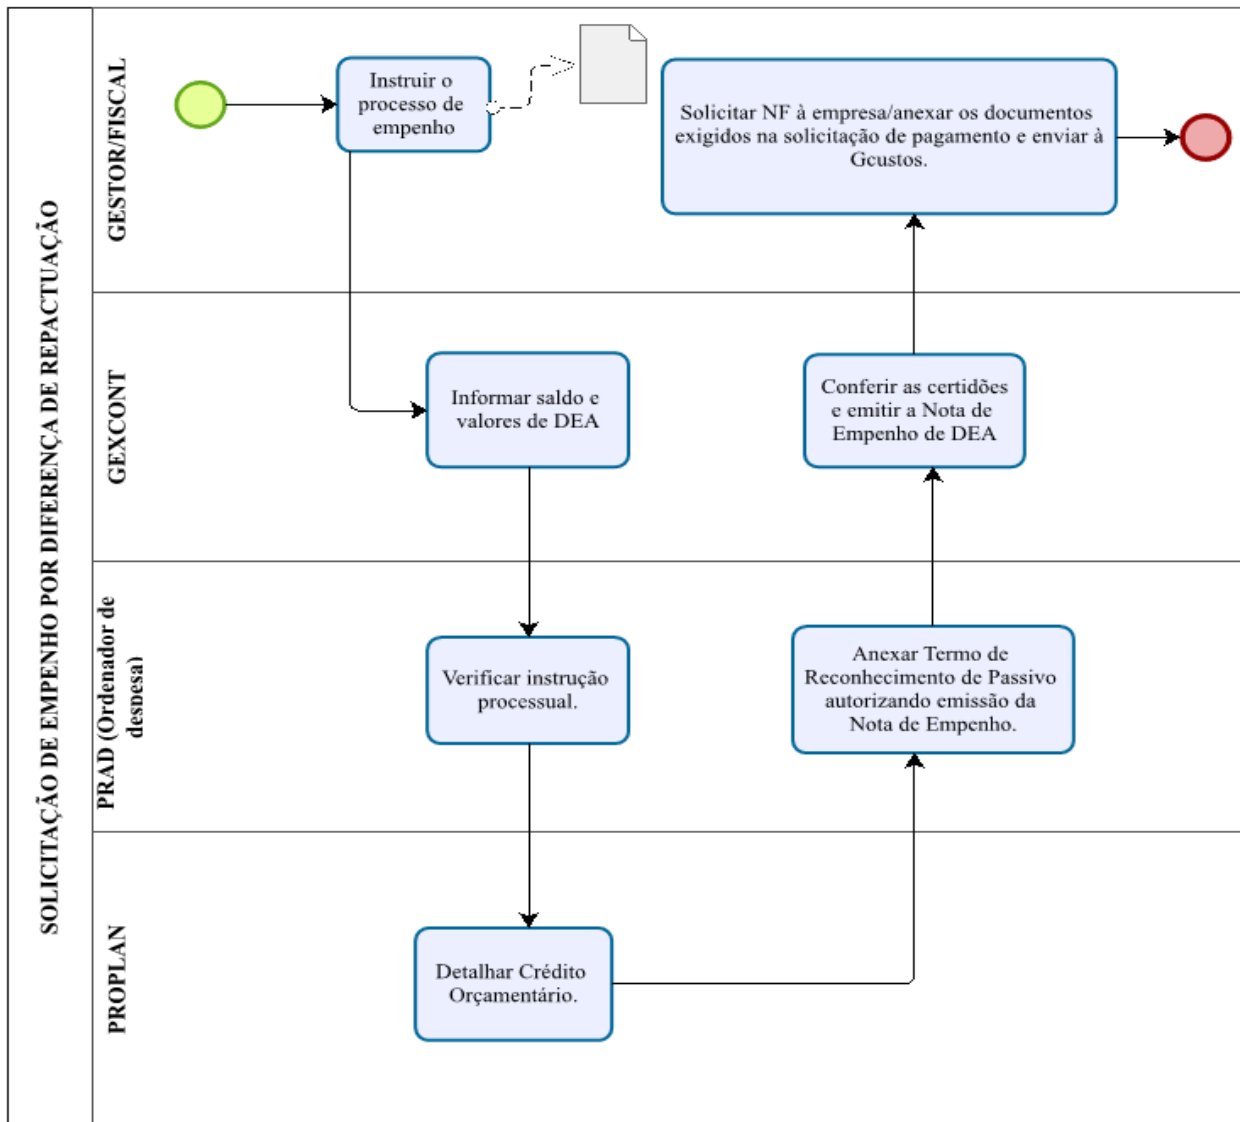 SOLICITAÇÃO DE EMPENHO POR DIFERENÇA DE REPACTUAÇÃO
GESTOR/FISCAL
Instruir o
processo de
empenho
Solicitar NF à empresa/anexar os documentos
exigidos na solicitação de pagamento e enviar à
Gcustos.
GEXCONT
Informar saldo e
valores de DEA
Conferir as certidões
e emitir a Nota de
Empenho de DEA
PRAD (Ordenador de
despesa)
Verificar instrução
processual.
Anexar Termo de
Reconhecimento de Passivo
autorizando emissão da
Nota de Empenho.
PROPLAN
Detalhar Crédito
Orçamentário.